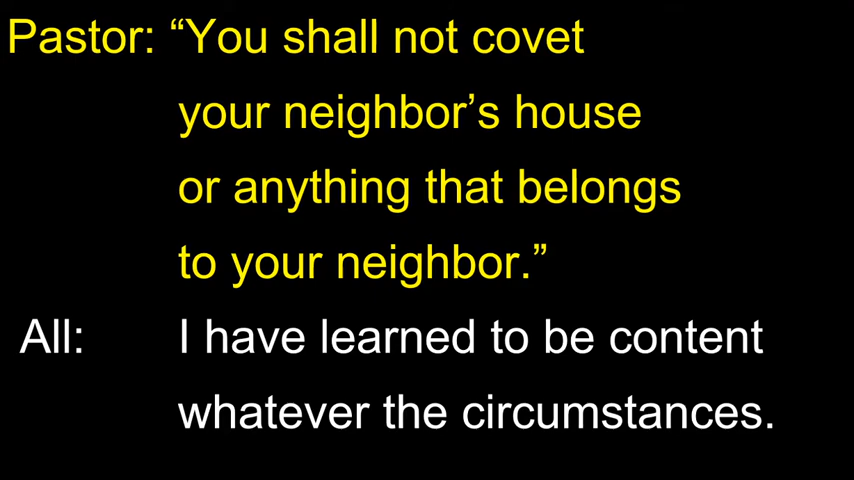 Pastor: “You shall not covet
your neighbor’s house
or anything that belongs
to your neighbor.”
All: I have learned to be content
whatever the circumstances.